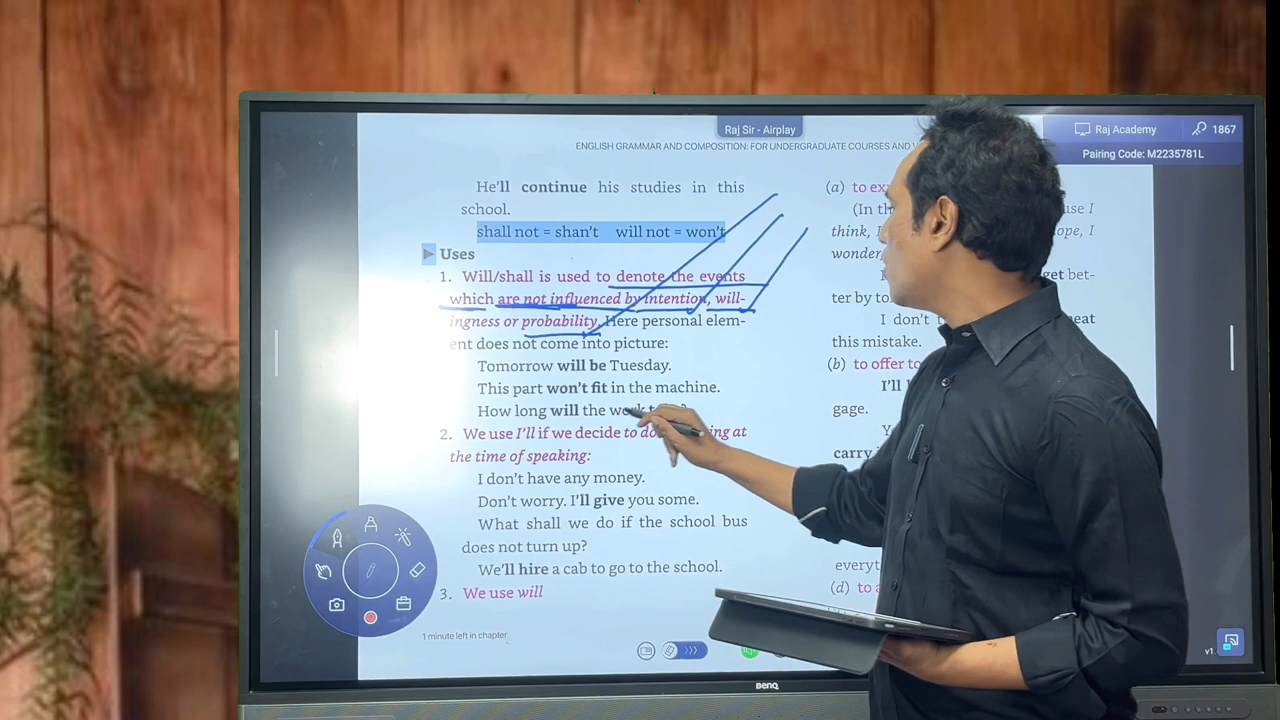 Raj Sir - Airplay
Raj Academy
1867
Pairing Code: M2235781L
ENGLISH GRAMMAR AND COMPOSITION: FOR UNDERGRADUATE COURSES AND
He'll continue his studies in this
school.
shall not = shan't will not = won't
Uses
1. Will/shall is used to denote the events
which are not influenced by intention, will-
ingness or probability. Here personal elem-
ent does not come into picture:
Tomorrow will be Tuesday.
This part won't fit in the machine.
How long will the work
2. We use I'll if we decide to do
ing at
the time of speaking:
I don't have any money.
Don't worry. I'll give you some.
What shall we do if the school bus
does not turn up?
We'll hire a cab to go to the school.
3. We use will
1 minute left in chapter
(a) to
(In
use I
think,
I
wonder
get bet-
ter by
I don't
this mistake.
(b) to offer
I'll
gage.
carry
(d) to
BenQ